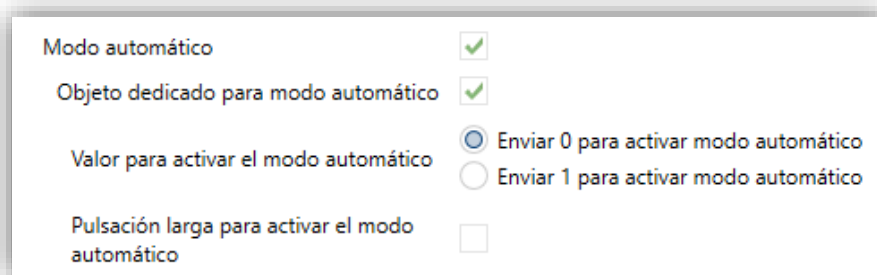 Modo automático
Objeto dedicado para modo automático
Enviar 0 para activar modo automático
Valor para activar el modo automático
Enviar 1 para activar modo automático
Pulsación larga para activar el modo
automático